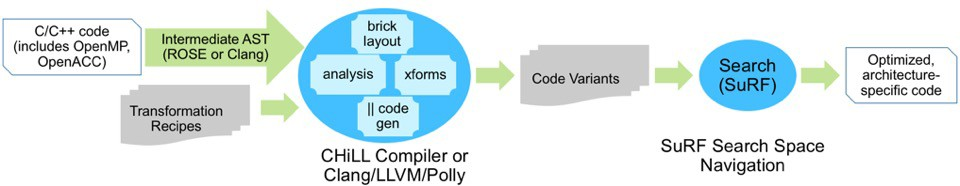 C/C++ code
(includes OpenMP,
OpenACC)
Intermediate AST
(ROSE or Clang)
Transformation
Recipes
brick
layout
analysis
xforms
|| code
gen
CHiLL Compiler or
Clang/LLVM/Polly
Code Variants
Search
(SuRF)
SuRF Search Space
Navigation
Optimized,
architecture-
specific code